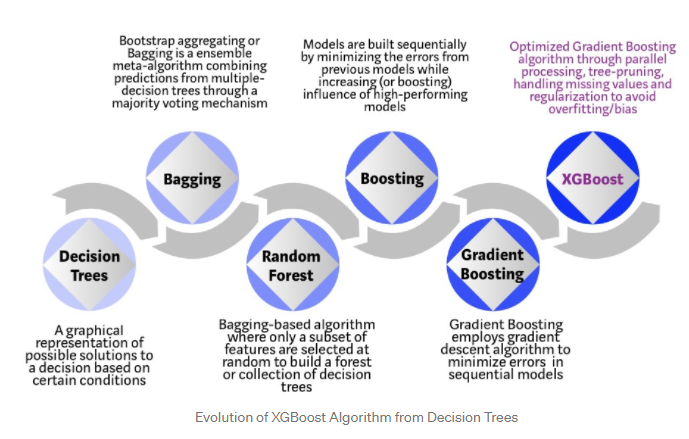 Bootstrap aggregating or
Bagging is a ensemble
meta-algorithm combining
predictions from multiple-
decision trees through a
majority voting mechanism
Models are built sequentially
by minimizing the errors from
previous models while
increasing (or boosting)
influence of high-performing
models
Optimized Gradient Boosting
algorithm through parallel
processing, tree-pruning,
handling missing values and
regularization to avoid
overfitting/bias
Bagging
Boosting
XGBoost
Decision
Trees
Random
Forest
Gradient
Boosting
A graphical
representation of
possible solutions to
a decision based on
certain conditions
Bagging-based algorithm
where only a subset of
features are selected at
random to build a forest
or collection of decision
trees
Gradient Boosting
employs gradient
descent algorithm to
minimize errors in
sequential models
Evolution of XGBoost Algorithm from Decision Trees